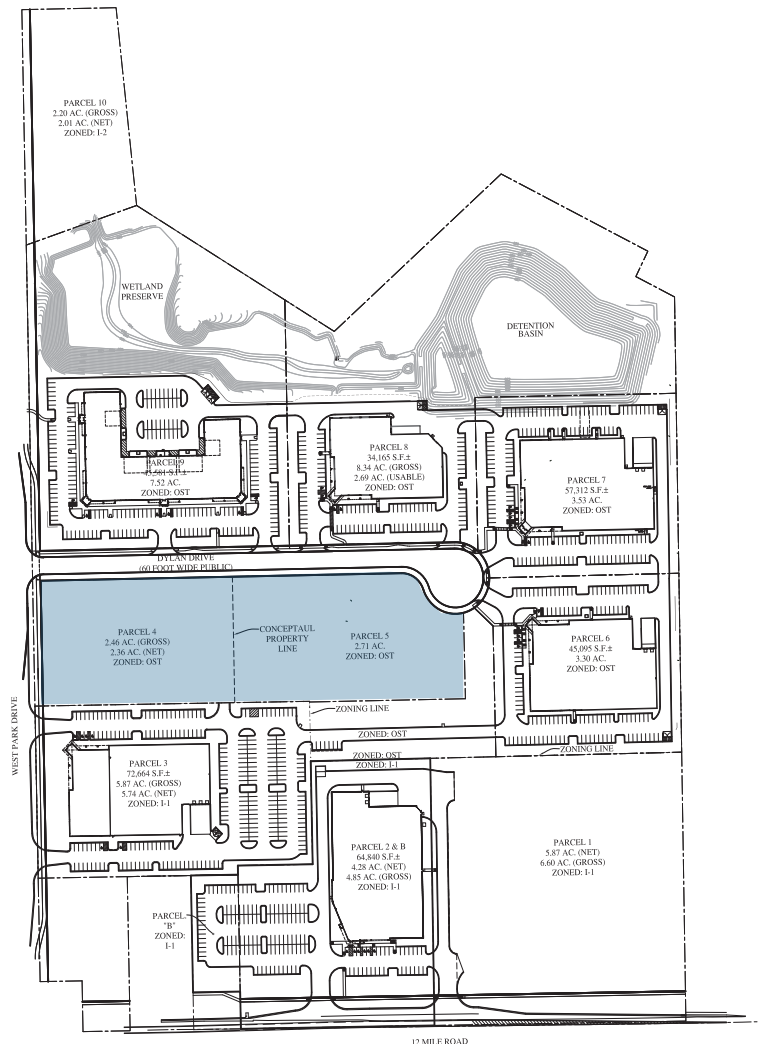 PARCEL 10
2.20 AC. (GROSS)
2.01 AC. (NET)
ZONED: I-2
WETLAND
PRESERVE
DETENTION
BASIN
PARCEL 9
S.F.±
7.52 AC.
ZONED: OST
PARCEL 8
34,165 S.F.±
8.34 AC. (GROSS)
2.69 AC. (USABLE)
ZONED: OST
PARCEL 7
57,312 S.F.±
3.53 AC.
ZONED: OST
DYLAN DRIVE
(60 FOOT WIDE PUBLIC)
PARCEL 4
2.46 AC. (GROSS)
2.36 AC. (NET)
ZONED: OST
CONCEPTAUL
PROPERTY
LINE
PARCEL 5
2.71 AC.
ZONED: OST
PARCEL 6
45,095 S.F.±
3.30 AC.
ZONED: OST
WEST PARK DRIVE
ZONING LINE
ZONED: OST
ZONING LINE
ZONED: OST
ZONED: I-1
PARCEL 3
72,664 S.F.±
5.87 AC. (GROSS)
5.74 AC. (NET)
ZONED: I-1
PARCEL 2 & B
64,840 S.F.±
4.28 AC. (NET)
4.85 AC. (GROSS)
ZONED: I-1
PARCEL 1
5.87 AC. (NET)
6.60 AC. (GROSS)
ZONED: I-1
PARCEL
"B"
ZONED:
I-1
12 MILE ROAD